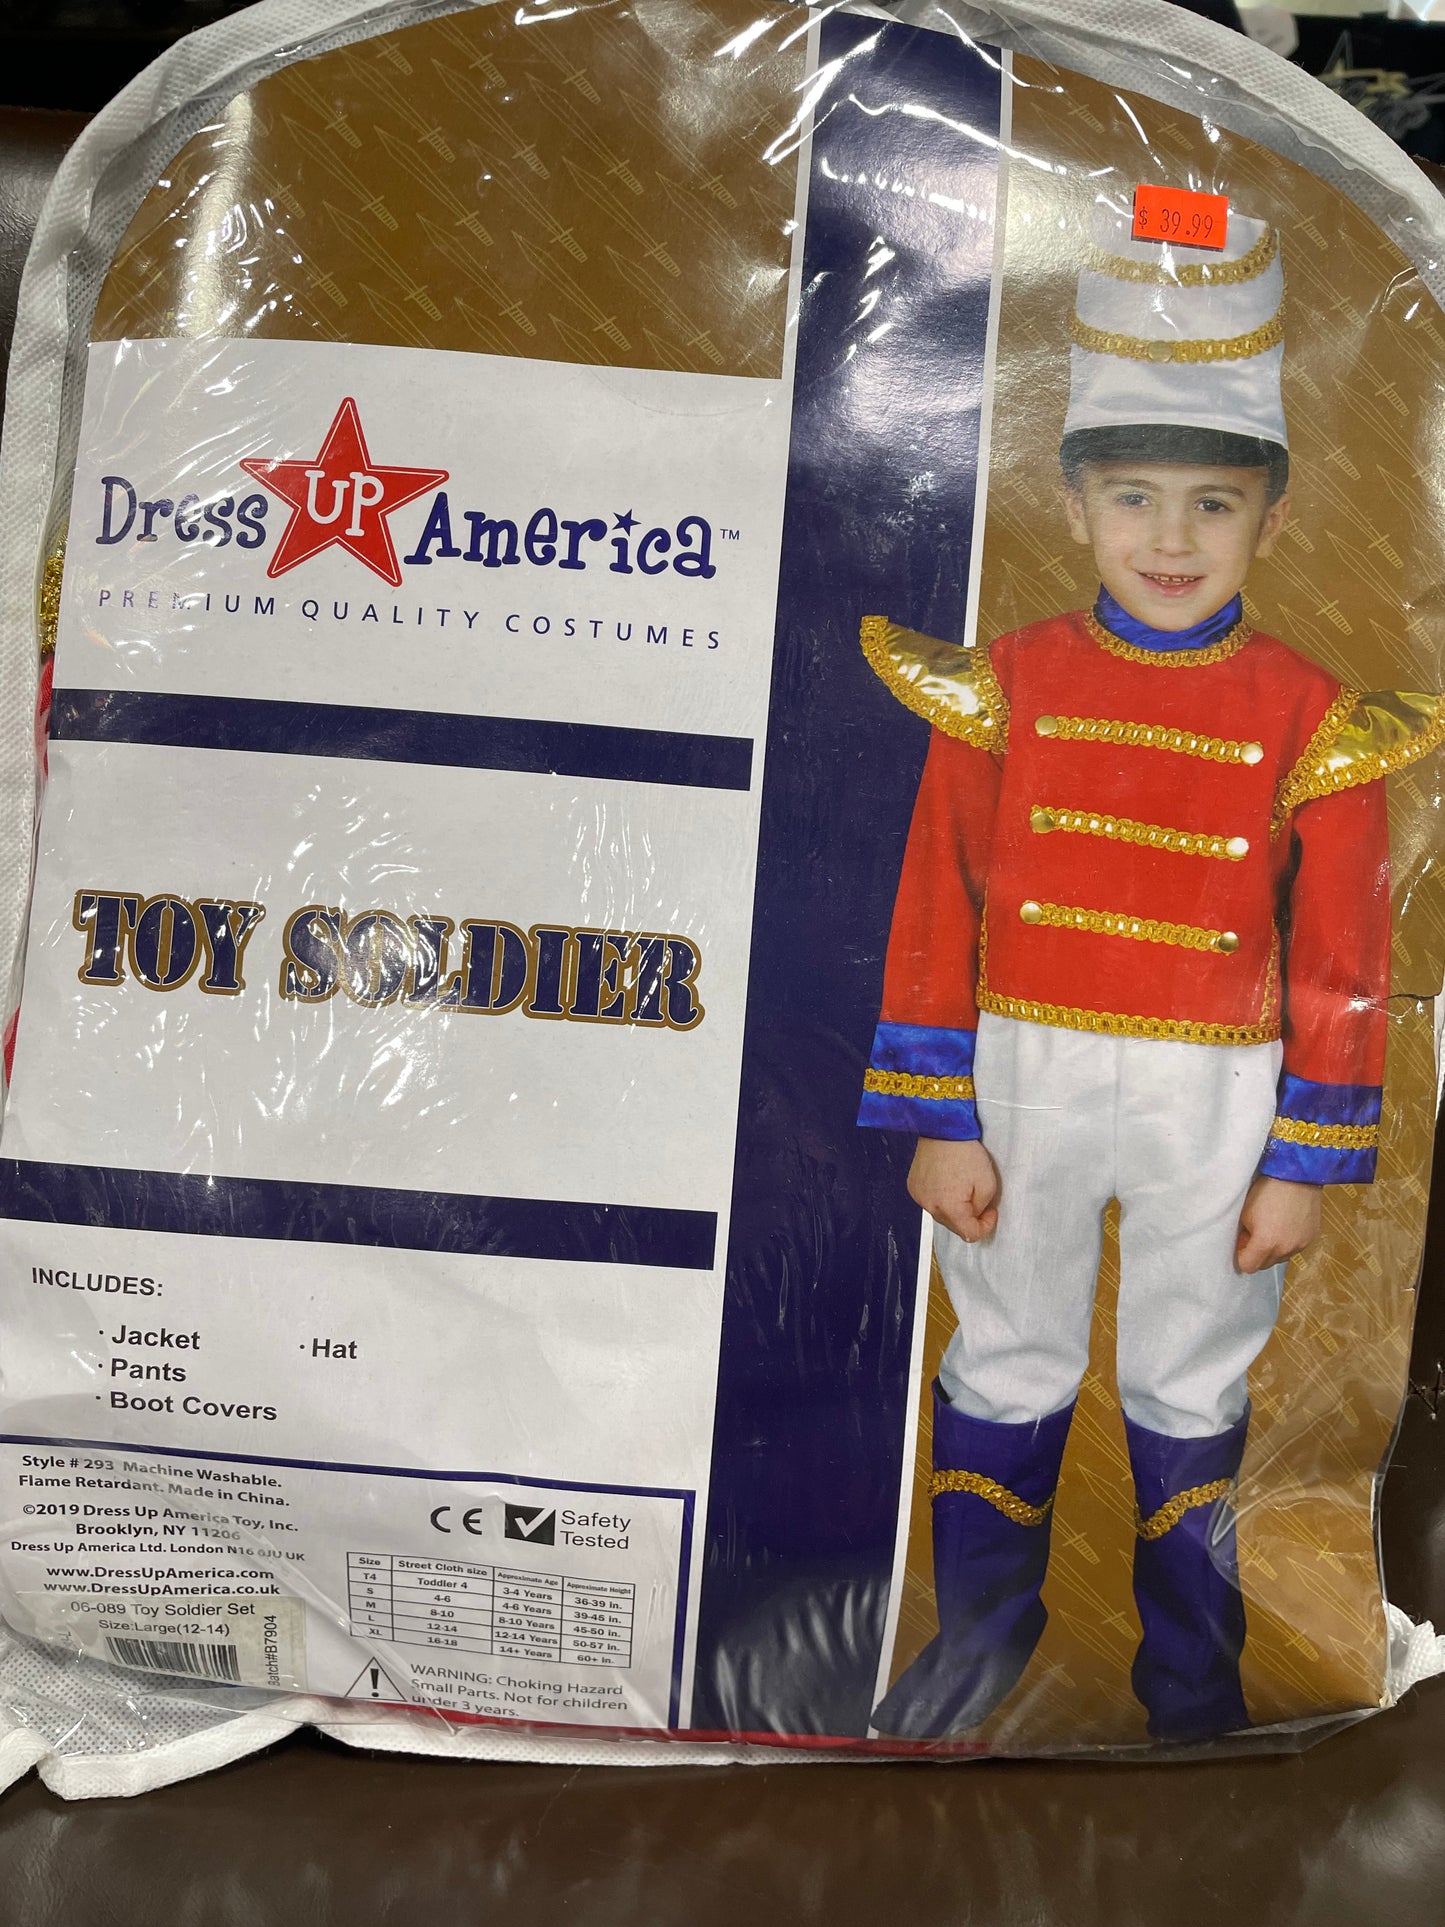 $ 39.99
Dress UP America™
PREMIUM QUALITY COSTUMES
TOY SOLDIER
INCLUDES:
· Jacket
· Pants
· Boot Covers
· Hat
Style # 293 Machine Washable.
Flame Retardant. Made in China.
©2019 Dress Up America Toy, Inc.
Brooklyn, NY 11206
Dress Up America Ltd. London N16 6JU UK
www.DressUpAmerica.com
www.DressUpAmerica.co.uk
06-089 Toy Soldier Set
Size:Large(12-14)
Batch#B7904
CE Safety
Tested
Size Street Cloth size Approximate Age Approximate Height
T4 Toddler 4 3-4 Years 36-39 in.
S 4-6 4-6 Years 39-45 in.
M 8-10 8-10 Years 45-50 in.
L 12-14 12-14 Years 50-57 in.
XL 16-18 14+ Years 60+ in.
WARNING: Choking Hazard
Small Parts. Not for children
under 3 years.